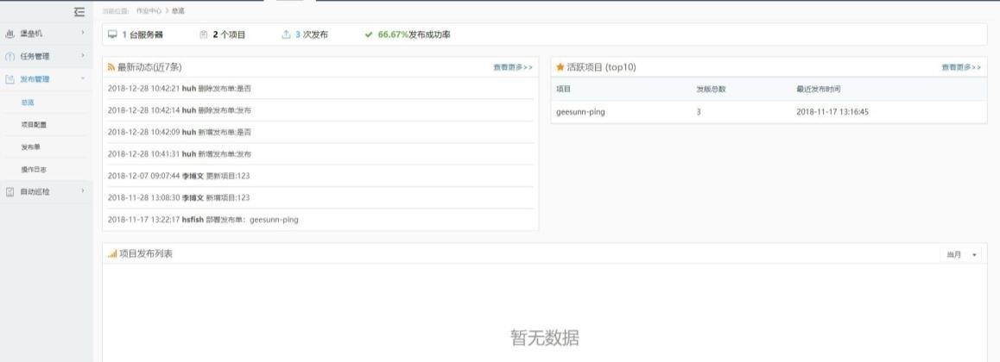 当前位置: 作业中心 > 总览
堡垒机
任务管理
发布管理
总览
项目配置
发布单
操作日志
自动巡检
1 台服务器
2 个项目
3 次发布
66.67%发布成功率
最新动态(近7条)
查看更多>>
2018-12-28 10:42:21 huh 删除发布单:是否
2018-12-28 10:42:14 huh 删除发布单:发布
2018-12-28 10:42:09 huh 新增发布单:是否
2018-12-28 10:41:31 huh 新增发布单:发布
2018-12-07 09:07:44 李博文 更新项目:123
2018-11-28 13:08:30 李博文 新增项目:123
2018-11-17 13:22:17 hsfish 部署发布单：geesunn-ping
活跃项目 (top10)
查看更多>>
项目 发版总数 最近发布时间
geesunn-ping 3 2018-11-17 13:16:45
项目发布列表
当月
暂无数据